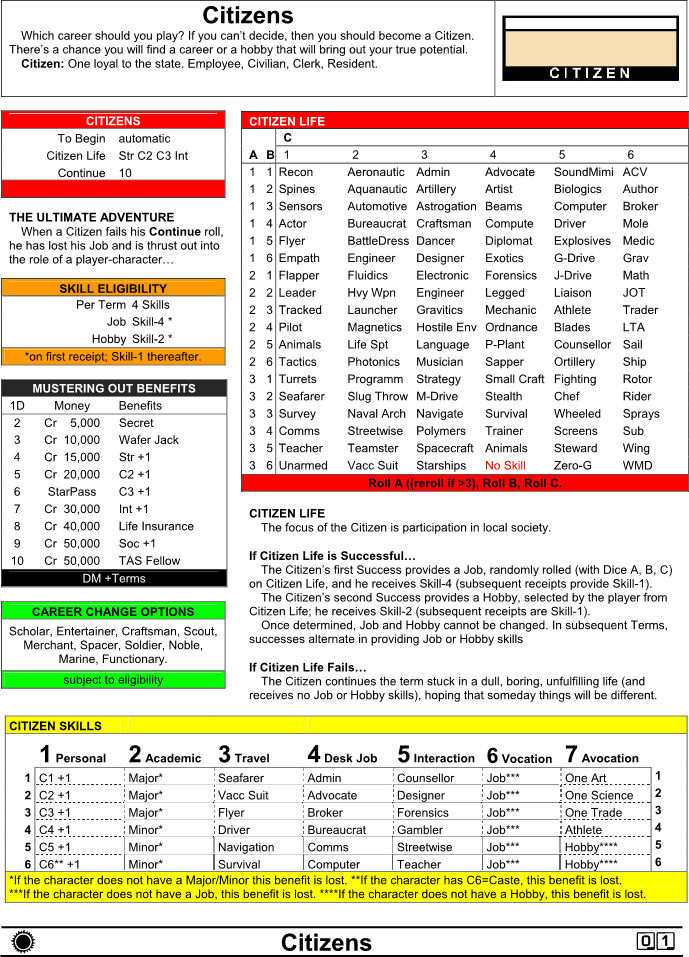 Citizens
Which career should you play? If you can't decide, then you should become a Citizen.
There's a chance you will find a career or a hobby that will bring out your true potential.
Citizen: One loyal to the state. Employee, Civilian, Clerk, Resident.
CITIZEN
CITIZENS
To Begin automatic
Citizen Life Str C2 C3 Int
Continue 10
THE ULTIMATE ADVENTURE
When a Citizen fails his Continue roll,
he has lost his Job and is thrust out into
the role of a player-character…
SKILL ELIGIBILITY
Per Term 4 Skills
Job Skill-4 *
Hobby Skill-2 *
*on first receipt; Skill-1 thereafter.
MUSTERING OUT BENEFITS
1D Money Benefits
2 Cr 5,000 Secret
3 Cr 10,000 Wafer Jack
4 Cr 15,000 Str +1
5 Cr 20,000 C2 +1
6 StarPass C3 +1
7 Cr 30,000 Int +1
8 Cr 40,000 Life Insurance
9 Cr 50,000 Soc +1
10 Cr 50,000 TAS Fellow
DM +Terms
CAREER CHANGE OPTIONS
Scholar, Entertainer, Craftsman, Scout,
Merchant, Spacer, Soldier, Noble,
Marine, Functionary.
subject to eligibility
CITIZEN LIFE
C
A B 1 2 3 4 5 6
1 1 Recon Aeronautic Admin Advocate SoundMimi ACV
1 2 Spines Aquanautic Artillery Artist Biologics Author
1 3 Sensors Automotive Astrogation Beams Computer Broker
1 4 Actor Bureaucrat Craftsman Compute Driver Mole
1 5 Flyer BattleDress Dancer Diplomat Explosives Medic
1 6 Empath Engineer Designer Exotics G-Drive Grav
2 1 Flapper Fluidics Electronic Forensics J-Drive Math
2 2 Leader Hvy Wpn Engineer Legged Liaison JOT
2 3 Tracked Launcher Gravitics Mechanic Athlete Trader
2 4 Pilot Magnetics Hostile Env Ordnance Blades LTA
2 5 Animals Life Spt Language P-Plant Counsellor Sail
2 6 Tactics Photonics Musician Sapper Ortillery Ship
3 1 Turrets Programm Strategy Small Craft Fighting Rotor
3 2 Seafarer Slug Throw M-Drive Stealth Chef Rider
3 3 Survey Naval Arch Navigate Survival Wheeled Sprays
3 4 Comms Streetwise Polymers Trainer Screens Sub
3 5 Teacher Teamster Spacecraft Animals Steward Wing
3 6 Unarmed Vacc Suit Starships No Skill Zero-G WMD
Roll A ((reroll if >3), Roll B, Roll C.
CITIZEN LIFE
The focus of the Citizen is participation in local society.
If Citizen Life is Successful…
The Citizen's first Success provides a Job, randomly rolled (with Dice A, B, C)
on Citizen Life, and he receives Skill-4 (subsequent receipts provide Skill-1).
The Citizen's second Success provides a Hobby, selected by the player from
Citizen Life; he receives Skill-2 (subsequent receipts are Skill-1).
Once determined, Job and Hobby cannot be changed. In subsequent Terms,
successes alternate in providing Job or Hobby skills
If Citizen Life Fails…
The Citizen continues the term stuck in a dull, boring, unfulfilling life (and
receives no Job or Hobby skills), hoping that someday things will be different.
CITIZEN SKILLS
1 Personal 2 Academic 3 Travel 4 Desk Job 5 Interaction 6 Vocation 7 Avocation
1 C1 +1 Major* Seafarer Admin Counsellor Job*** One Art 1
2 C2 +1 Major* Vacc Suit Advocate Designer Job*** One Science 2
3 C3 +1 Major* Flyer Broker Forensics Job*** One Trade 3
4 C4 +1 Minor* Driver Bureaucrat Gambler Job*** Athlete 4
5 C5 +1 Minor* Navigation Comms Streetwise Job*** Hobby**** 5
6 C6** +1 Minor* Survival Computer Teacher Job*** Hobby**** 6
*If the character does not have a Major/Minor this benefit is lost. **If the character has C6=Caste, this benefit is lost.
***If the character does not have a Job, this benefit is lost. ****If the character does not have a Hobby, this benefit is lost.
Citizens
01